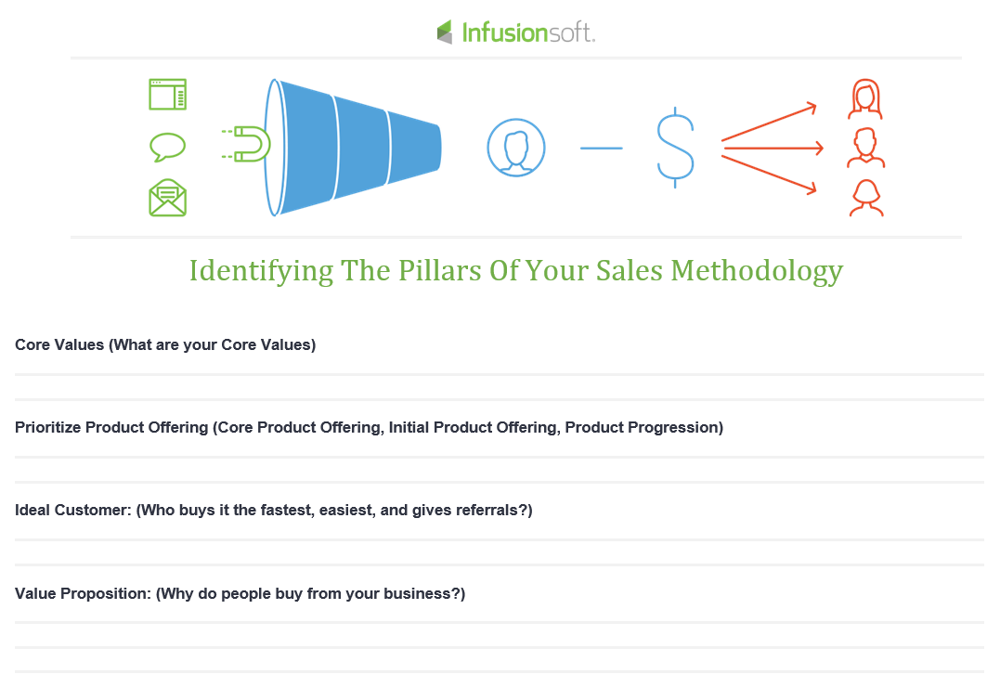 Infusionsoft.
Identifying The Pillars Of Your Sales Methodology
Core Values (What are your Core Values)
Prioritize Product Offering (Core Product Offering, Initial Product Offering, Product Progression)
Ideal Customer: (Who buys it the fastest, easiest, and gives referrals?)
Value Proposition: (Why do people buy from your business?)